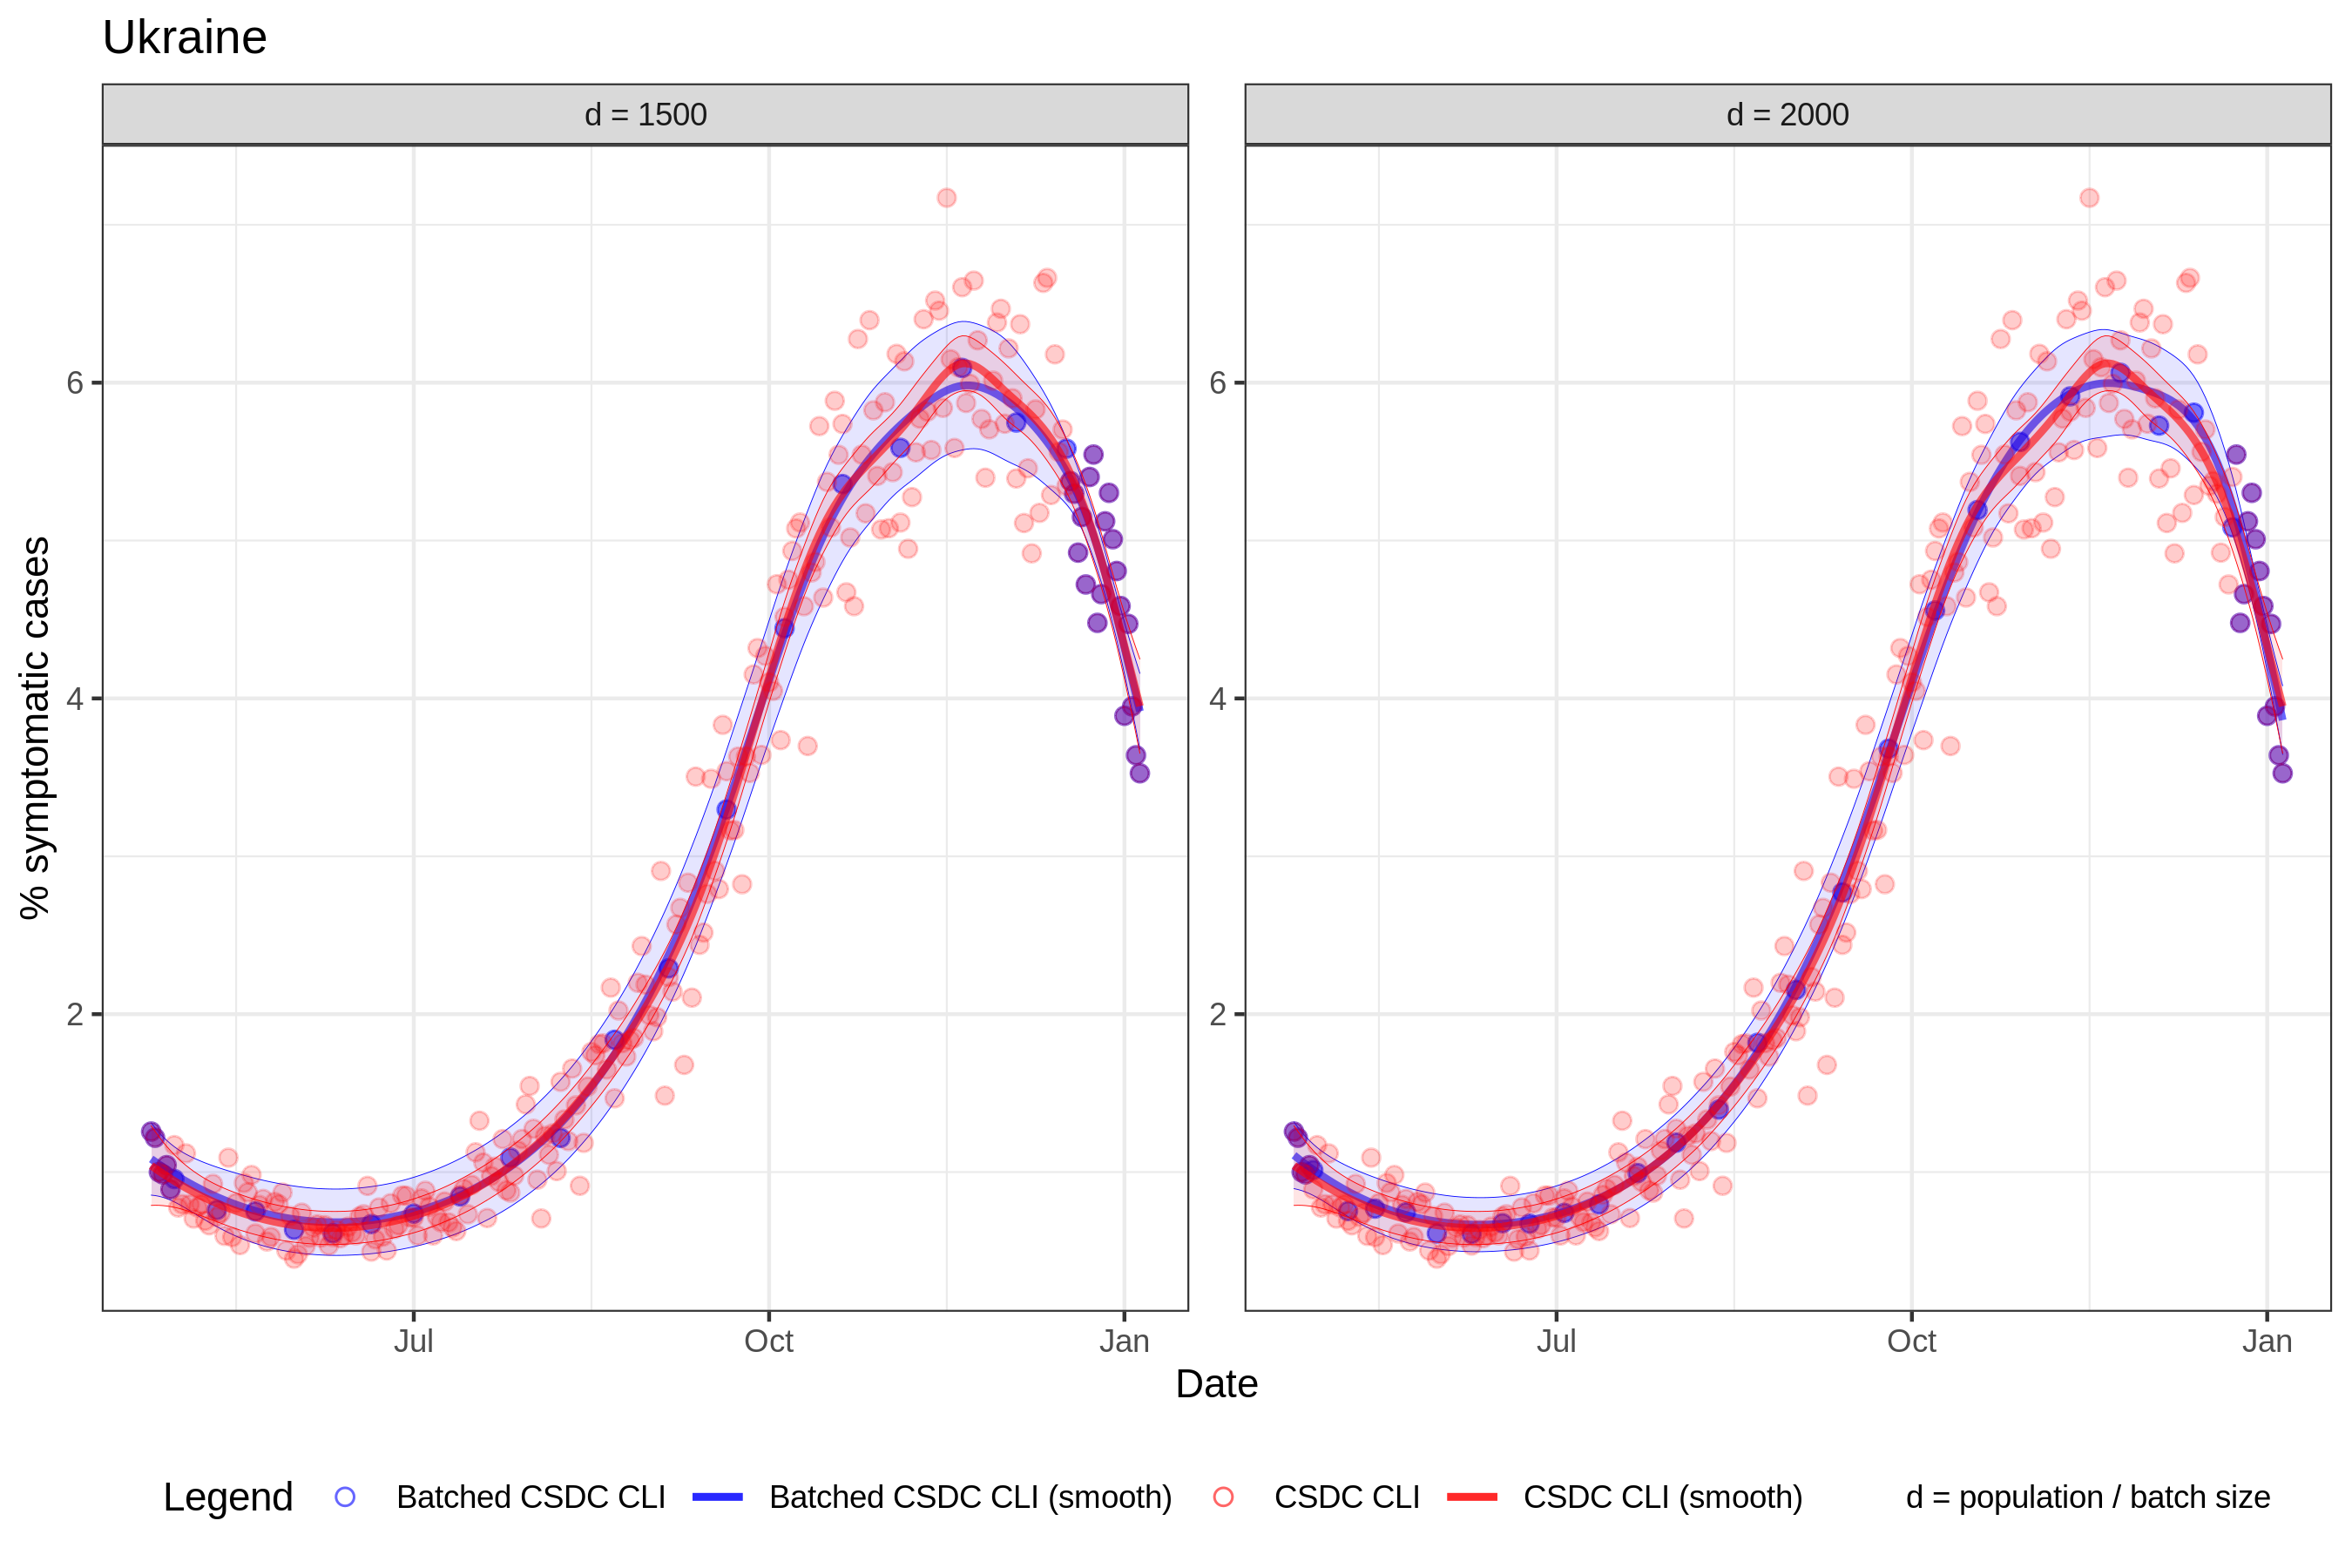 Ukraine
d = 1500
d = 2000
% symptomatic cases
6
4
2
6
4
2
Jul
Oct
Jan
Jul
Oct
Jan
Date
Legend
Batched CSDC CLI
Batched CSDC CLI (smooth)
CSDC CLI
CSDC CLI (smooth)
d = population / batch size